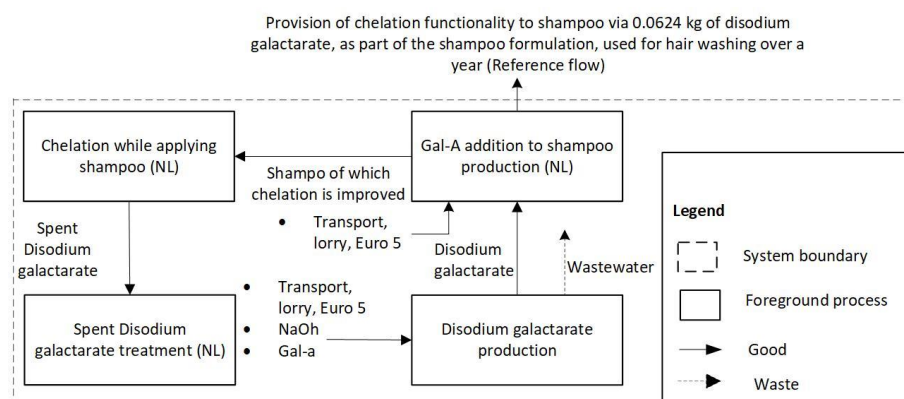 Provision of chelation functionality to shampoo via 0.0624 kg of disodium
galactarate, as part of the shampoo formulation, used for hair washing over a
year (Reference flow)
Chelation while applying
shampoo (NL)
Gal-A addition to shampoo
production (NL)
Shampo of which
chelation is improved
• Transport,
lorry, Euro 5
Disodium
galactarate
Wastewater
Spent
Disodium
galactarate
Spent Disodium
galactarate treatment (NL)
• Transport,
lorry, Euro 5
• NaOh
• Gal-a
Disodium galactarate
production
Legend
System boundary
Foreground process
Good
Waste